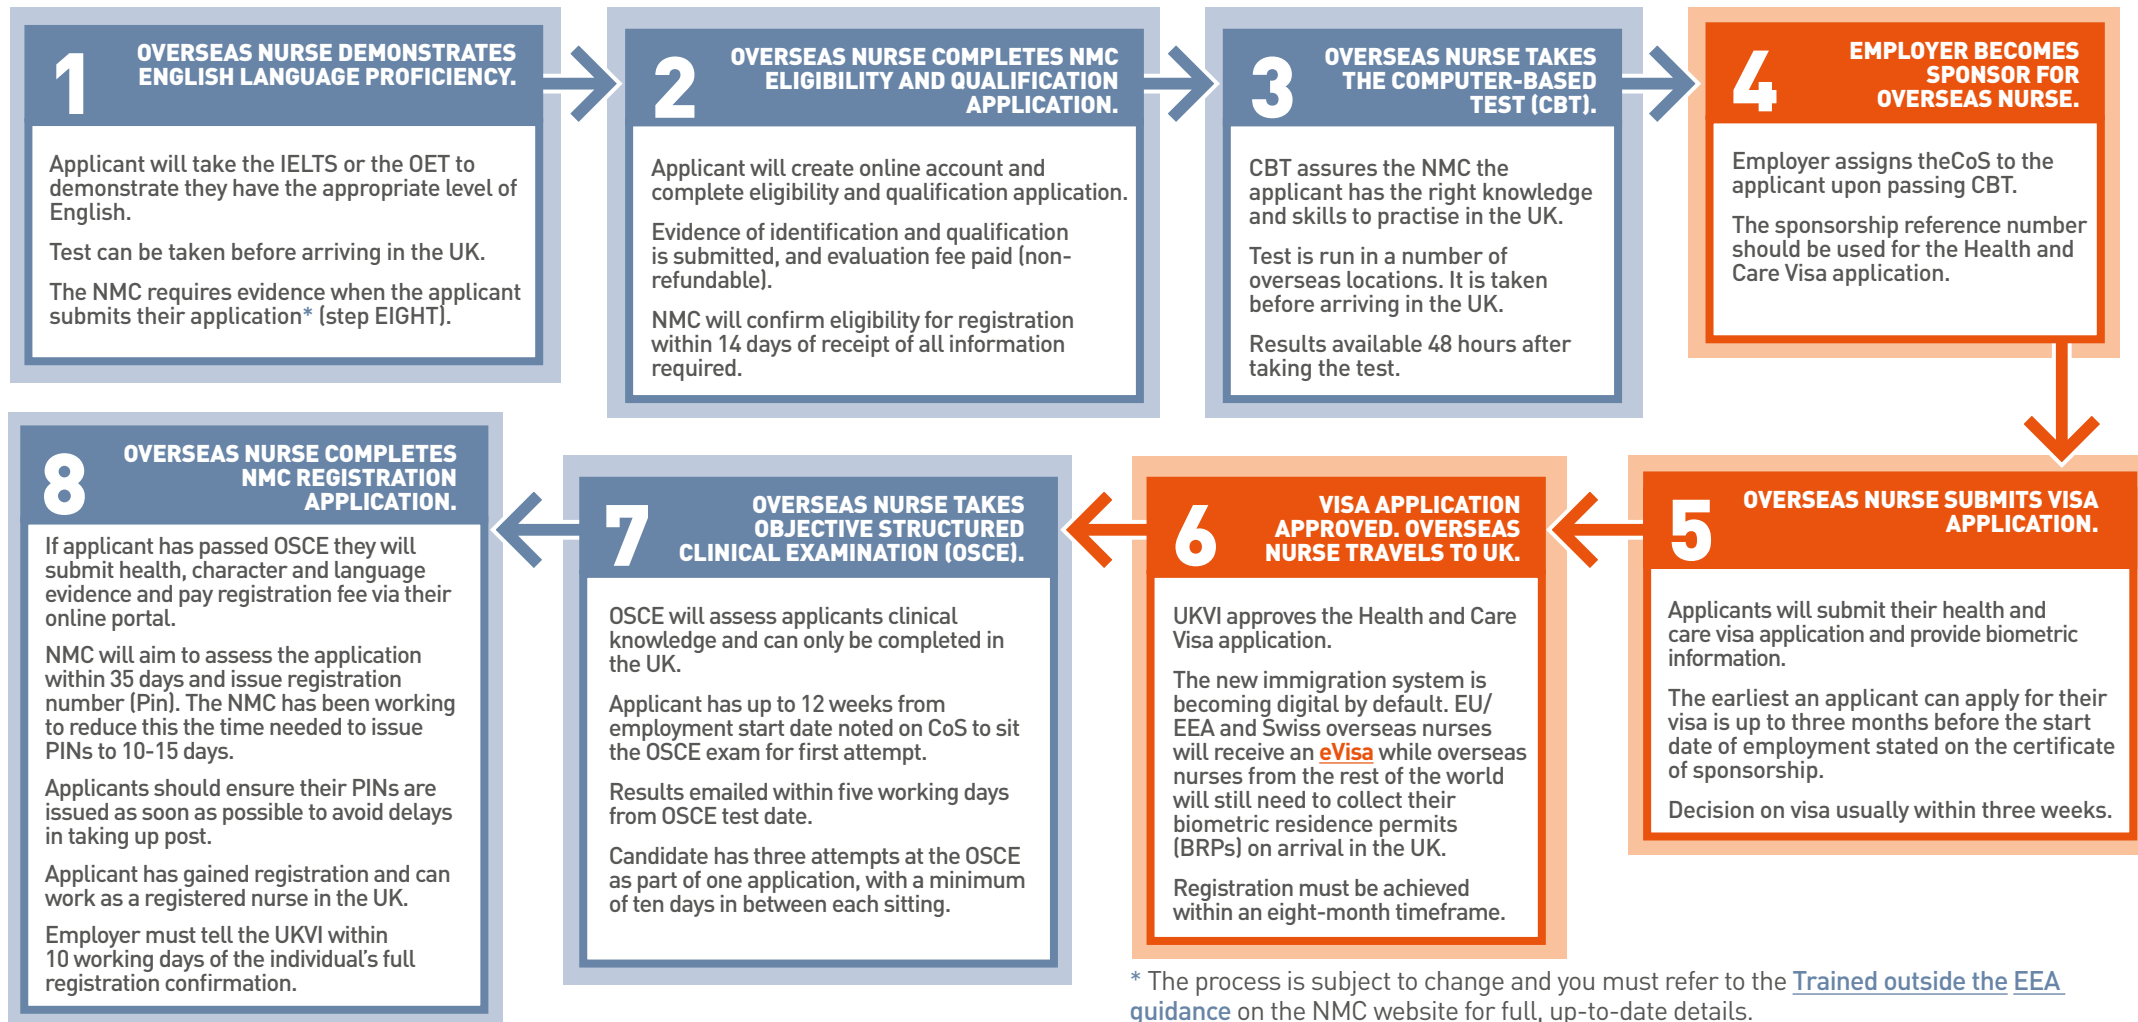 1
OVERSEAS NURSE DEMONSTRATES
ENGLISH LANGUAGE PROFICIENCY.
Applicant will take the IELTS or the OET to
demonstrate they have the appropriate level of
English.
Test can be taken before arriving in the UK.
The NMC requires evidence when the applicant
submits their application* (step EIGHT).
2
OVERSEAS NURSE COMPLETES NMC
ELIGIBILITY AND QUALIFICATION
APPLICATION.
Applicant will create online account and
complete eligibility and qualification application.
Evidence of identification and qualification
is submitted, and evaluation fee paid (non-
refundable).
NMC will confirm eligibility for registration
within 14 days of receipt of all information
required.
3
OVERSEAS NURSE TAKES
THE COMPUTER-BASED
TEST (CBT).
CBT assures the NMC the
applicant has the right knowledge
and skills to practise in the UK.
Test is run in a number of
overseas locations. It is taken
before arriving in the UK.
Results available 48 hours after
taking the test.
4
EMPLOYER BECOMES
SPONSOR FOR
OVERSEAS NURSE.
Employer assigns theCoS to the
applicant upon passing CBT.
The sponsorship reference number
should be used for the Health and
Care Visa application.
5
OVERSEAS NURSE SUBMITS VISA
APPLICATION.
Applicants will submit their health and
care visa application and provide biometric
information.
The earliest an applicant can apply for their
visa is up to three months before the start
date of employment stated on the certificate
of sponsorship.
Decision on visa usually within three weeks.
6
VISA APPLICATION
APPROVED. OVERSEAS
NURSE TRAVELS TO UK.
UKVI approves the Health and Care
Visa application.
The new immigration system is
becoming digital by default. EU/
EEA and Swiss overseas nurses
will receive an eVisa while overseas
nurses from the rest of the world
will still need to collect their
biometric residence permits
(BRPs) on arrival in the UK.
Registration must be achieved
within an eight-month timeframe.
7
OVERSEAS NURSE TAKES
OBJECTIVE STRUCTURED
CLINICAL EXAMINATION (OSCE).
OSCE will assess applicants clinical
knowledge and can only be completed in
the UK.
Applicant has up to 12 weeks from
employment start date noted on CoS to sit
the OSCE exam for first attempt.
Results emailed within five working days
from OSCE test date.
Candidate has three attempts at the OSCE
as part of one application, with a minimum
of ten days in between each sitting.
8
OVERSEAS NURSE COMPLETES
NMC REGISTRATION
APPLICATION.
If applicant has passed OSCE they will
submit health, character and language
evidence and pay registration fee via their
online portal.
NMC will aim to assess the application
within 35 days and issue registration
number (Pin). The NMC has been working
to reduce this the time needed to issue
PINs to 10-15 days.
Applicants should ensure their PINs are
issued as soon as possible to avoid delays
in taking up post.
Applicant has gained registration and can
work as a registered nurse in the UK.
Employer must tell the UKVI within
10 working days of the individual's full
registration confirmation.
* The process is subject to change and you must refer to the Trained outside the EEA
guidance on the NMC website for full, up-to-date details.